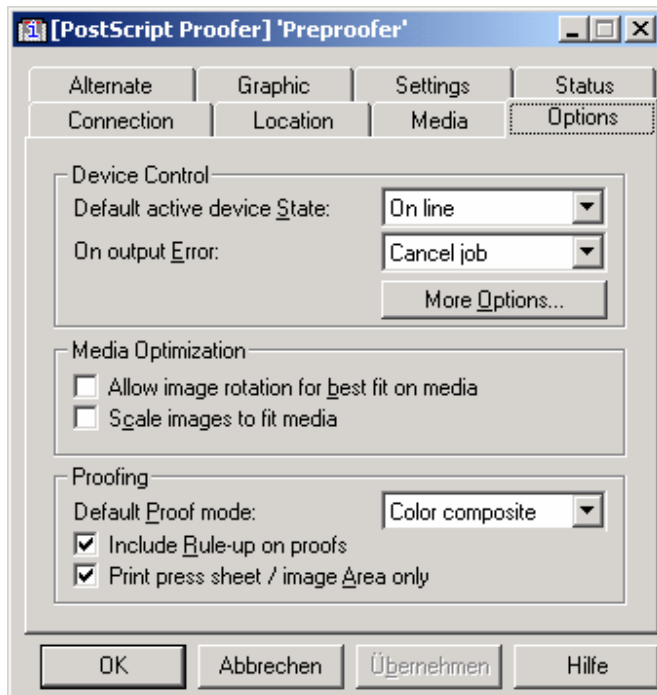 [PostScript Proofer] 'Preproofer'
Alternate Graphic Settings Status
Connection Location Media Options
Device Control
Default active device State: On line
On output Error: Cancel job
More Options...
Media Optimization
Allow image rotation for best fit on media
Scale images to fit media
Proofing
Default Proof mode: Color composite
Include Rule-up on proofs
Print press sheet / image Area only
OK Abbrechen Übernehmen Hilfe